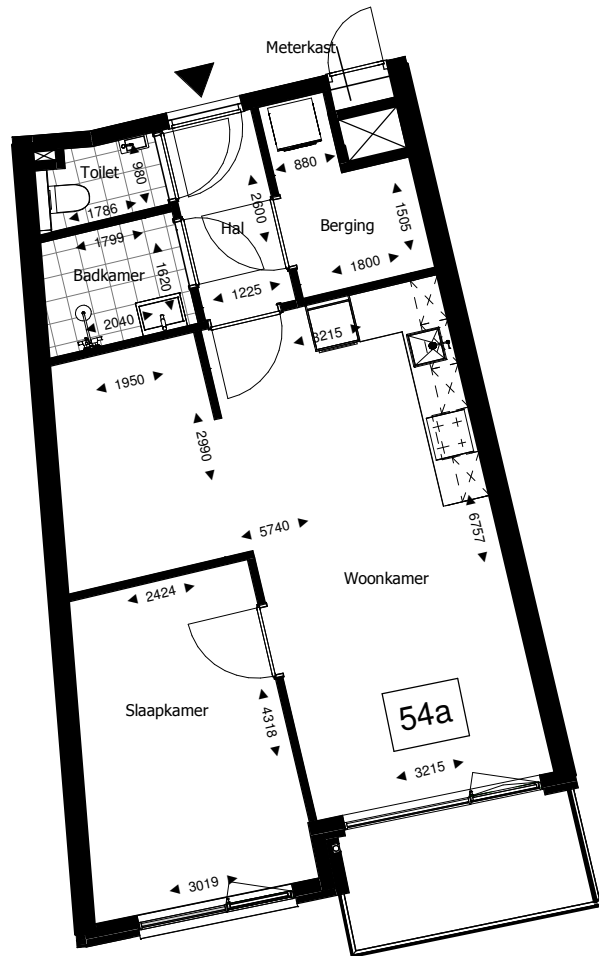 Meterkast
Toilet
980
880
1786
2600
1505
1799
Hal
Berging
Badkamer
1620
1800
1225
2040
3215
1950
2990
5740
6757
Woonkamer
2424
Slaapkamer
4318
54a
3215
3019